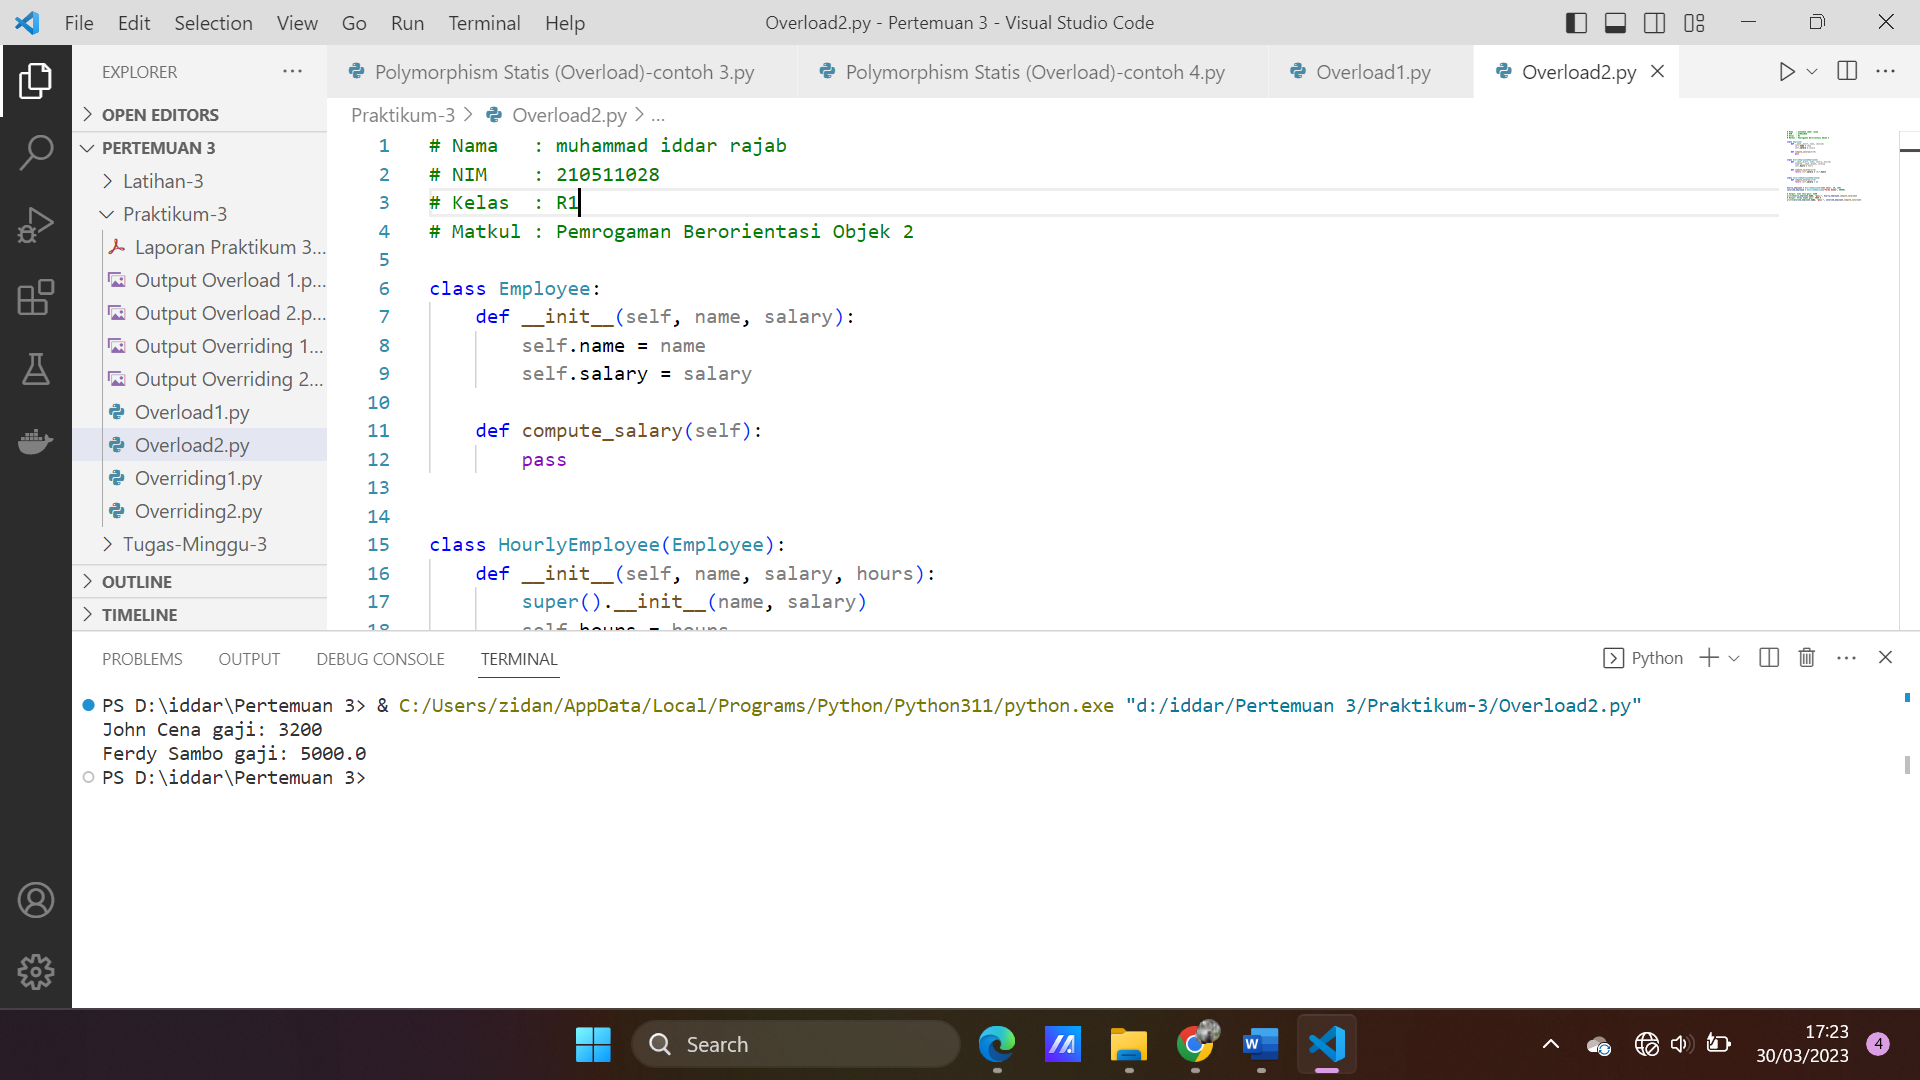 File Edit Selection View Go Run Terminal Help
Overload2.py - Pertemuan 3 - Visual Studio Code
EXPLORER
Polymorphism Statis (Overload)-contoh 3.py
Polymorphism Statis (Overload)-contoh 4.py
Overload1.py
Overload2.py
OPEN EDITORS
PERTEMUAN 3
Latihan-3
Praktikum-3
Laporan Praktikum 3...
Output Overload 1.p...
Output Overload 2.p...
Output Overriding 1...
Output Overriding 2...
Overload1.py
Overload2.py
Overriding1.py
Overriding2.py
Tugas-Minggu-3
OUTLINE
TIMELINE
Praktikum-3 > Overload2.py > ...
1 # Nama   : muhammad iddar rajab
2 # NIM    : 210511028
3 # Kelas  : R1
4 # Matkul : Pemrogaman Berorientasi Objek 2
5
6 class Employee:
7     def __init__(self, name, salary):
8         self.name = name
9         self.salary = salary
10
11     def compute_salary(self):
12         pass
13
14
15 class HourlyEmployee(Employee):
16     def __init__(self, name, salary, hours):
17         super().__init__(name, salary)
18         self.hours = hours
PROBLEMS OUTPUT DEBUG CONSOLE TERMINAL
Python
PS D:\iddar\Pertemuan 3> & C:/Users/zidan/AppData/Local/Programs/Python/Python311/python.exe "d:/iddar/Pertemuan 3/Praktikum-3/Overload2.py"
John Cena gaji: 3200
Ferdy Sambo gaji: 5000.0
PS D:\iddar\Pertemuan 3>
Search
17:23
30/03/2023
4